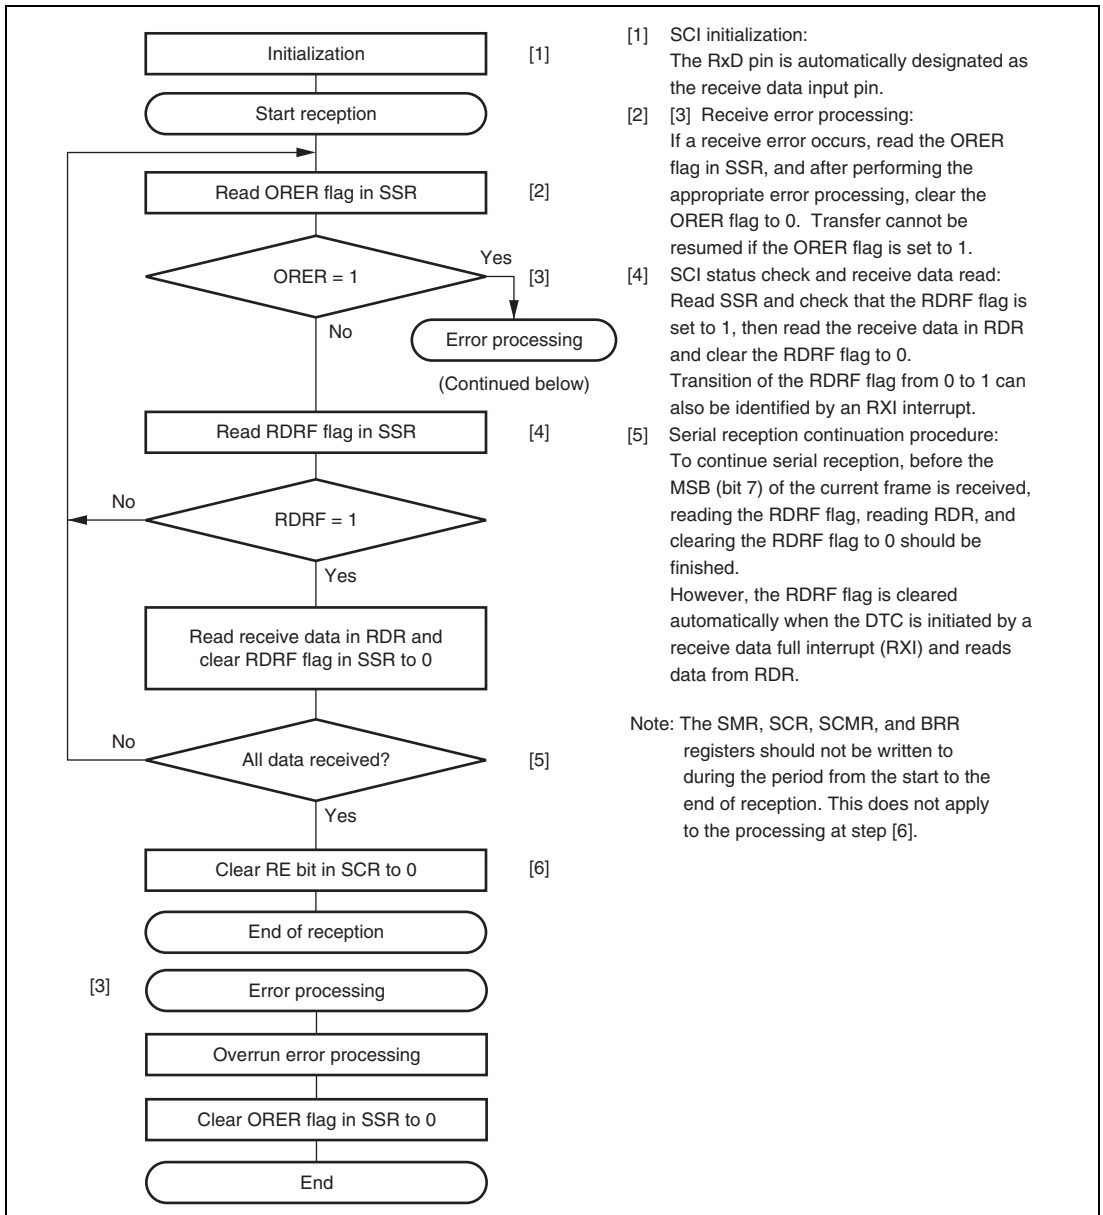 Initialization
[1]
Start reception
Read ORER flag in SSR
[2]
ORER = 1
Yes
[3]
No
Error processing
(Continued below)
Read RDRF flag in SSR
[4]
No
RDRF = 1
Yes
Read receive data in RDR and
clear RDRF flag in SSR to 0
No
All data received?
[5]
Yes
Clear RE bit in SCR to 0
[6]
End of reception
[3]
Error processing
Overrun error processing
Clear ORER flag in SSR to 0
End
[1] SCI initialization:
The RxD pin is automatically designated as
the receive data input pin.
[2] [3] Receive error processing:
If a receive error occurs, read the ORER
flag in SSR, and after performing the
appropriate error processing, clear the
ORER flag to 0. Transfer cannot be
resumed if the ORER flag is set to 1.
[4] SCI status check and receive data read:
Read SSR and check that the RDRF flag is
set to 1, then read the receive data in RDR
and clear the RDRF flag to 0.
Transition of the RDRF flag from 0 to 1 can
also be identified by an RXI interrupt.
[5] Serial reception continuation procedure:
To continue serial reception, before the
MSB (bit 7) of the current frame is received,
reading the RDRF flag, reading RDR, and
clearing the RDRF flag to 0 should be
finished.
However, the RDRF flag is cleared
automatically when the DTC is initiated by a
receive data full interrupt (RXI) and reads
data from RDR.
Note: The SMR, SCR, SCMR, and BRR
registers should not be written to
during the period from the start to the
end of reception. This does not apply
to the processing at step [6].